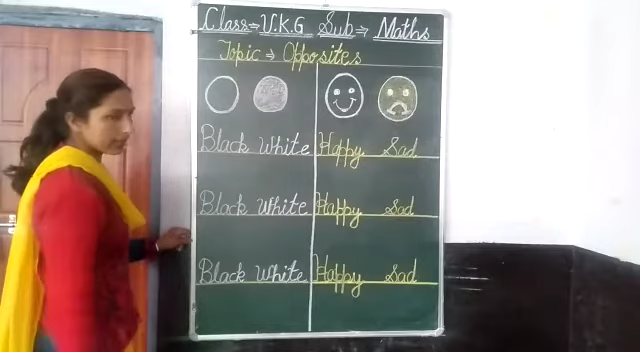 Class⇒ U.K.G Sub⇒ Maths
Topic ⇒ Opposites
Black White Happy Sad
Black White Happy Sad
Black White Happy Sad